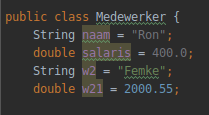 public class Medewerker {
String naam = "Ron";
double salaris = 400.0;
String w2 = "Femke";
double w21 = 2000.55;